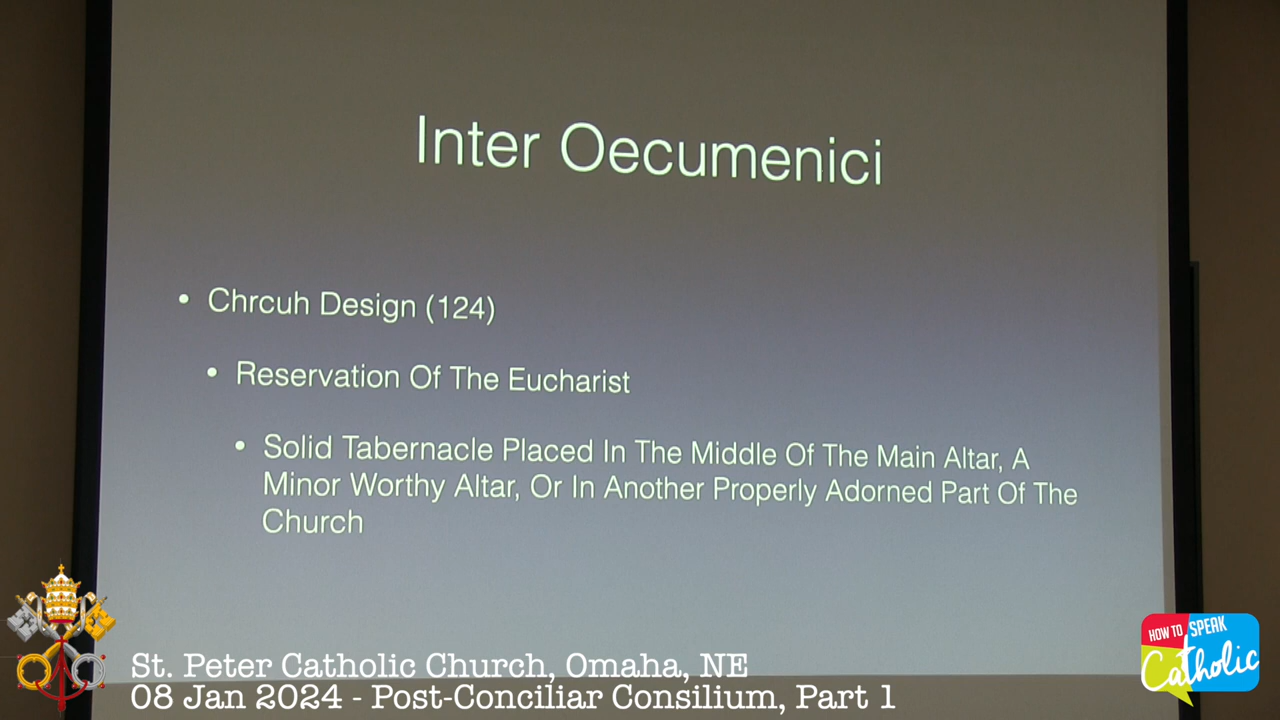 Inter Oecumenici
• Chrcuh Design (124)
• Reservation Of The Eucharist
• Solid Tabernacle Placed In The Middle Of The Main Altar, A
Minor Worthy Altar, Or In Another Properly Adorned Part Of The
Church
St. Peter Catholic Church, Omaha, NE
08 Jan 2024 - Post-Conciliar Consilium, Part 1
HOW TO SPEAK
Catholic